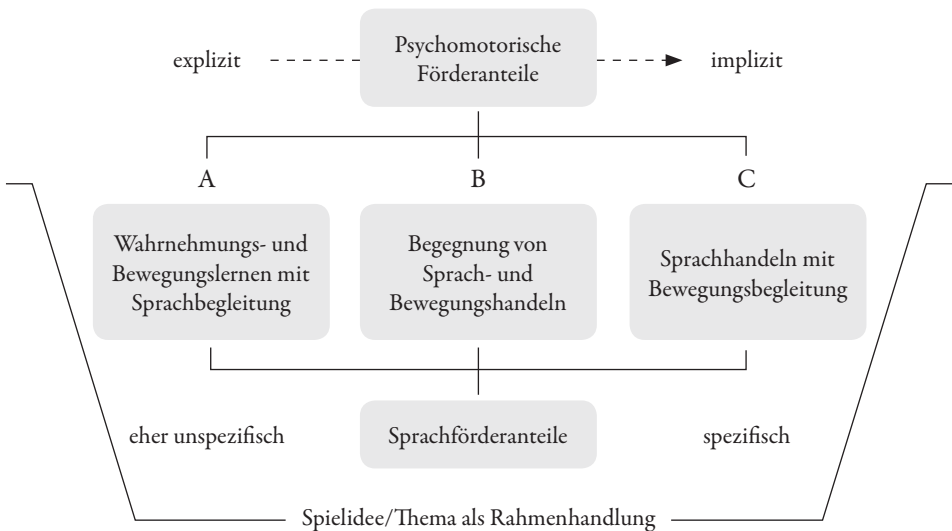 explizit
Psychomotorische
Förderanteile
implizit
A
B
C
Wahrnehmungs- und
Bewegungslernen mit
Sprachbegleitung
Begegnung von
Sprach- und
Bewegungshandeln
Sprachhandeln mit
Bewegungsbegleitung
eher unspezifisch
Sprachförderanteile
spezifisch
Spielidee/Thema als Rahmenhandlung